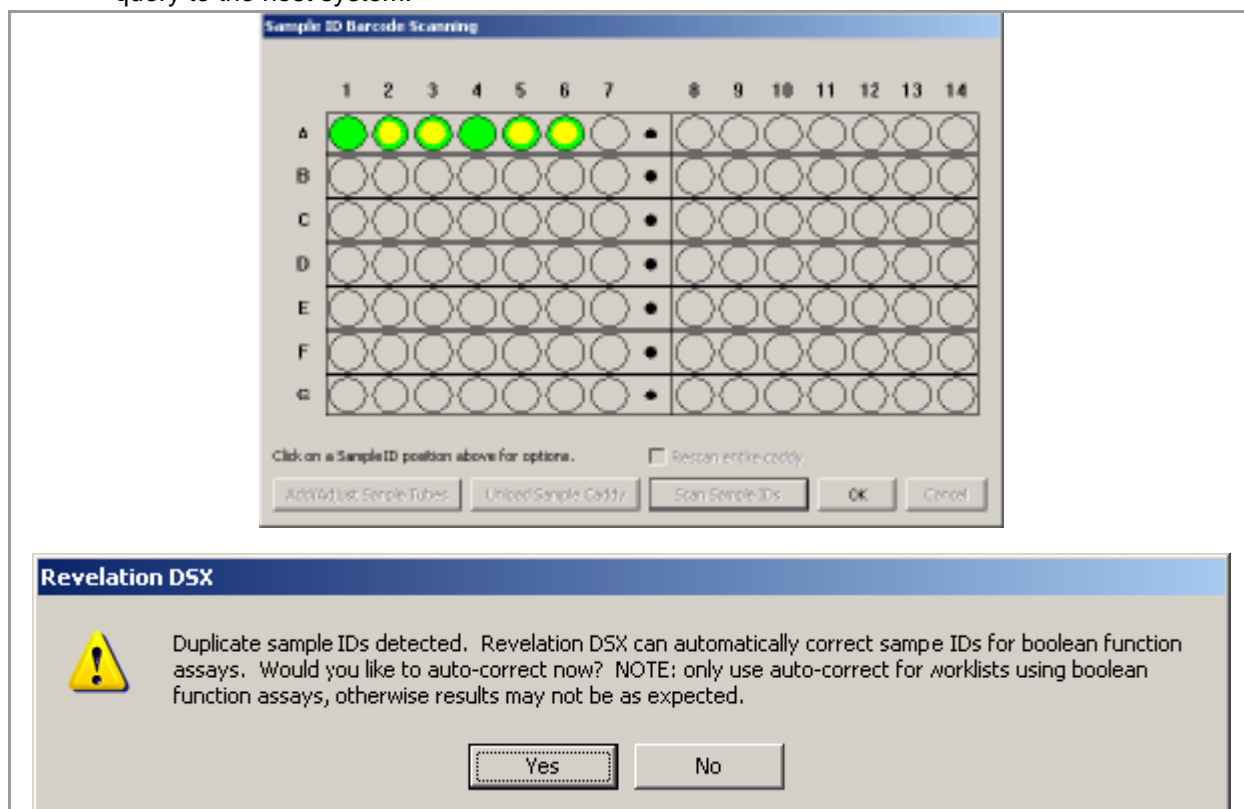 query to the host system.
Sample ID Barcode Scanning
1 2 3 4 5 6 7 8 9 10 11 12 13 14
A
B
C
D
E
F
G
Click on a Sample ID position above for options.
Rescan entire caddy
Add/Adjust Sample Tubes Unload Sample Caddy Scan Sample IDs OK Cancel
Revelation DSX
Duplicate sample IDs detected. Revelation DSX can automatically correct sampe IDs for boolean function
assays. Would you like to auto-correct now? NOTE: only use auto-correct for worklists using boolean
function assays, otherwise results may not be as expected.
Yes No